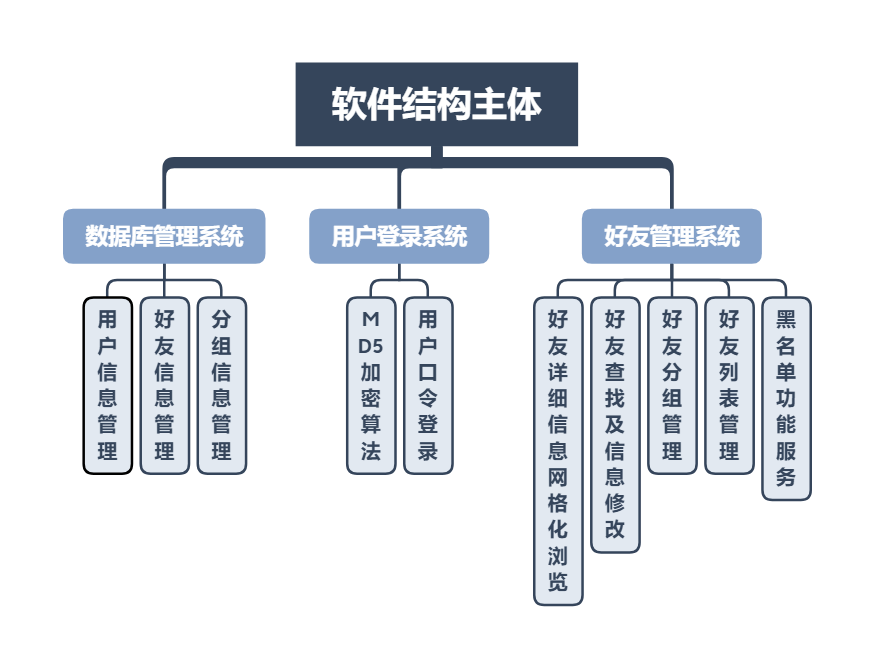 软件结构主体
数据库管理系统
用户登录系统
好友管理系统
用户信息管理
好友信息管理
分组信息管理
MD5加密算法
用户口令登录
好友详细信息网格化浏览
好友查找及信息修改
好友分组管理
好友列表管理
黑名单功能服务